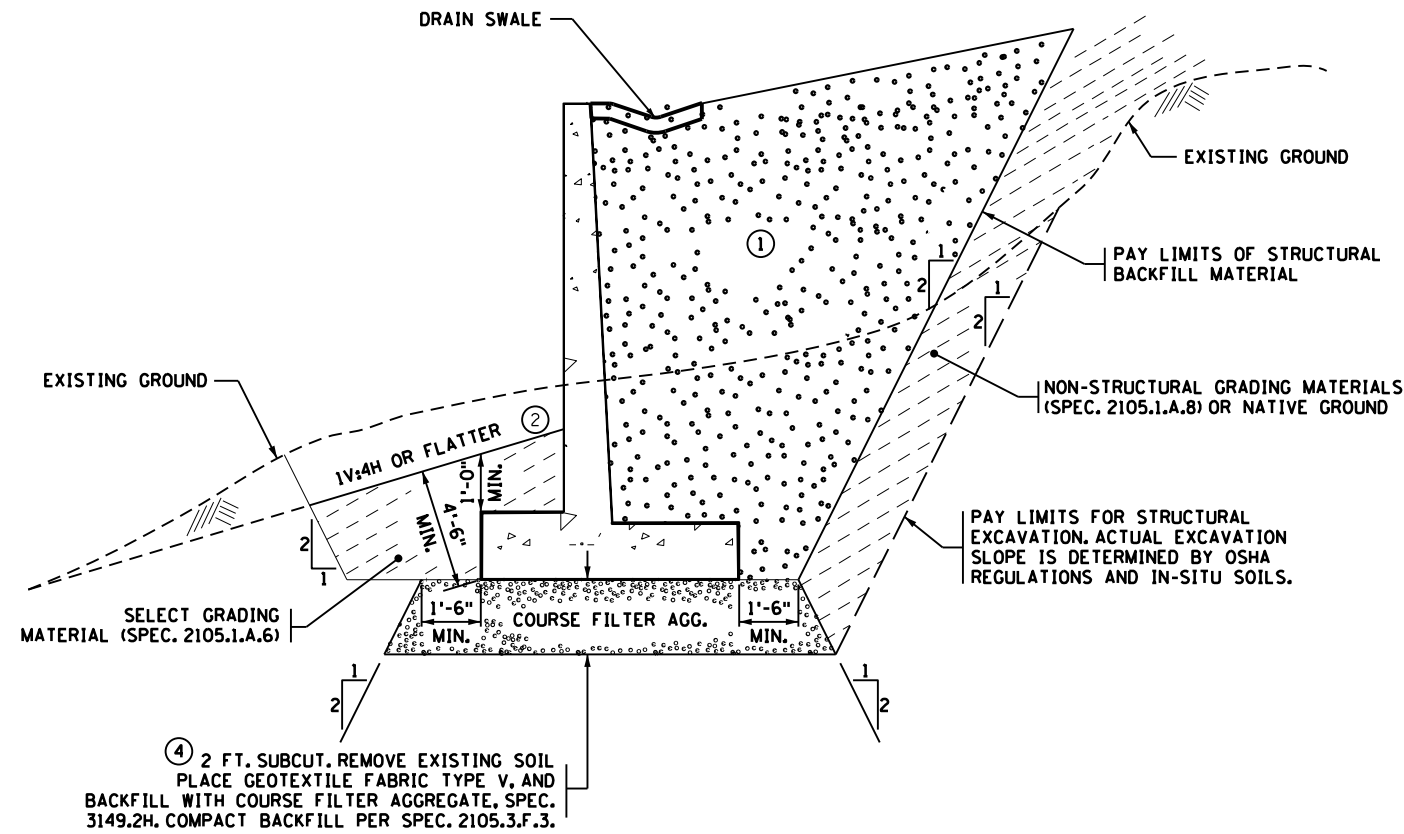 DRAIN SWALE
EXISTING GROUND
1
PAY LIMITS OF STRUCTURAL
BACKFILL MATERIAL
1
2
1
2
EXISTING GROUND
2
1V:4H OR FLATTER
NON-STRUCTURAL GRADING MATERIALS
(SPEC. 2105.1.A.8) OR NATIVE GROUND
1'-0"
MIN.
4'-6"
MIN.
2
1
PAY LIMITS FOR STRUCTURAL
EXCAVATION. ACTUAL EXCAVATION
SLOPE IS DETERMINED BY OSHA
REGULATIONS AND IN-SITU SOILS.
SELECT GRADING
MATERIAL (SPEC. 2105.1.A.6)
1'-6"
MIN.
COURSE FILTER AGG.
1'-6"
MIN.
1
2
1
2
4
2 FT. SUBCUT. REMOVE EXISTING SOIL
PLACE GEOTEXTILE FABRIC TYPE V, AND
BACKFILL WITH COURSE FILTER AGGREGATE, SPEC.
3149.2H. COMPACT BACKFILL PER SPEC. 2105.3.F.3.